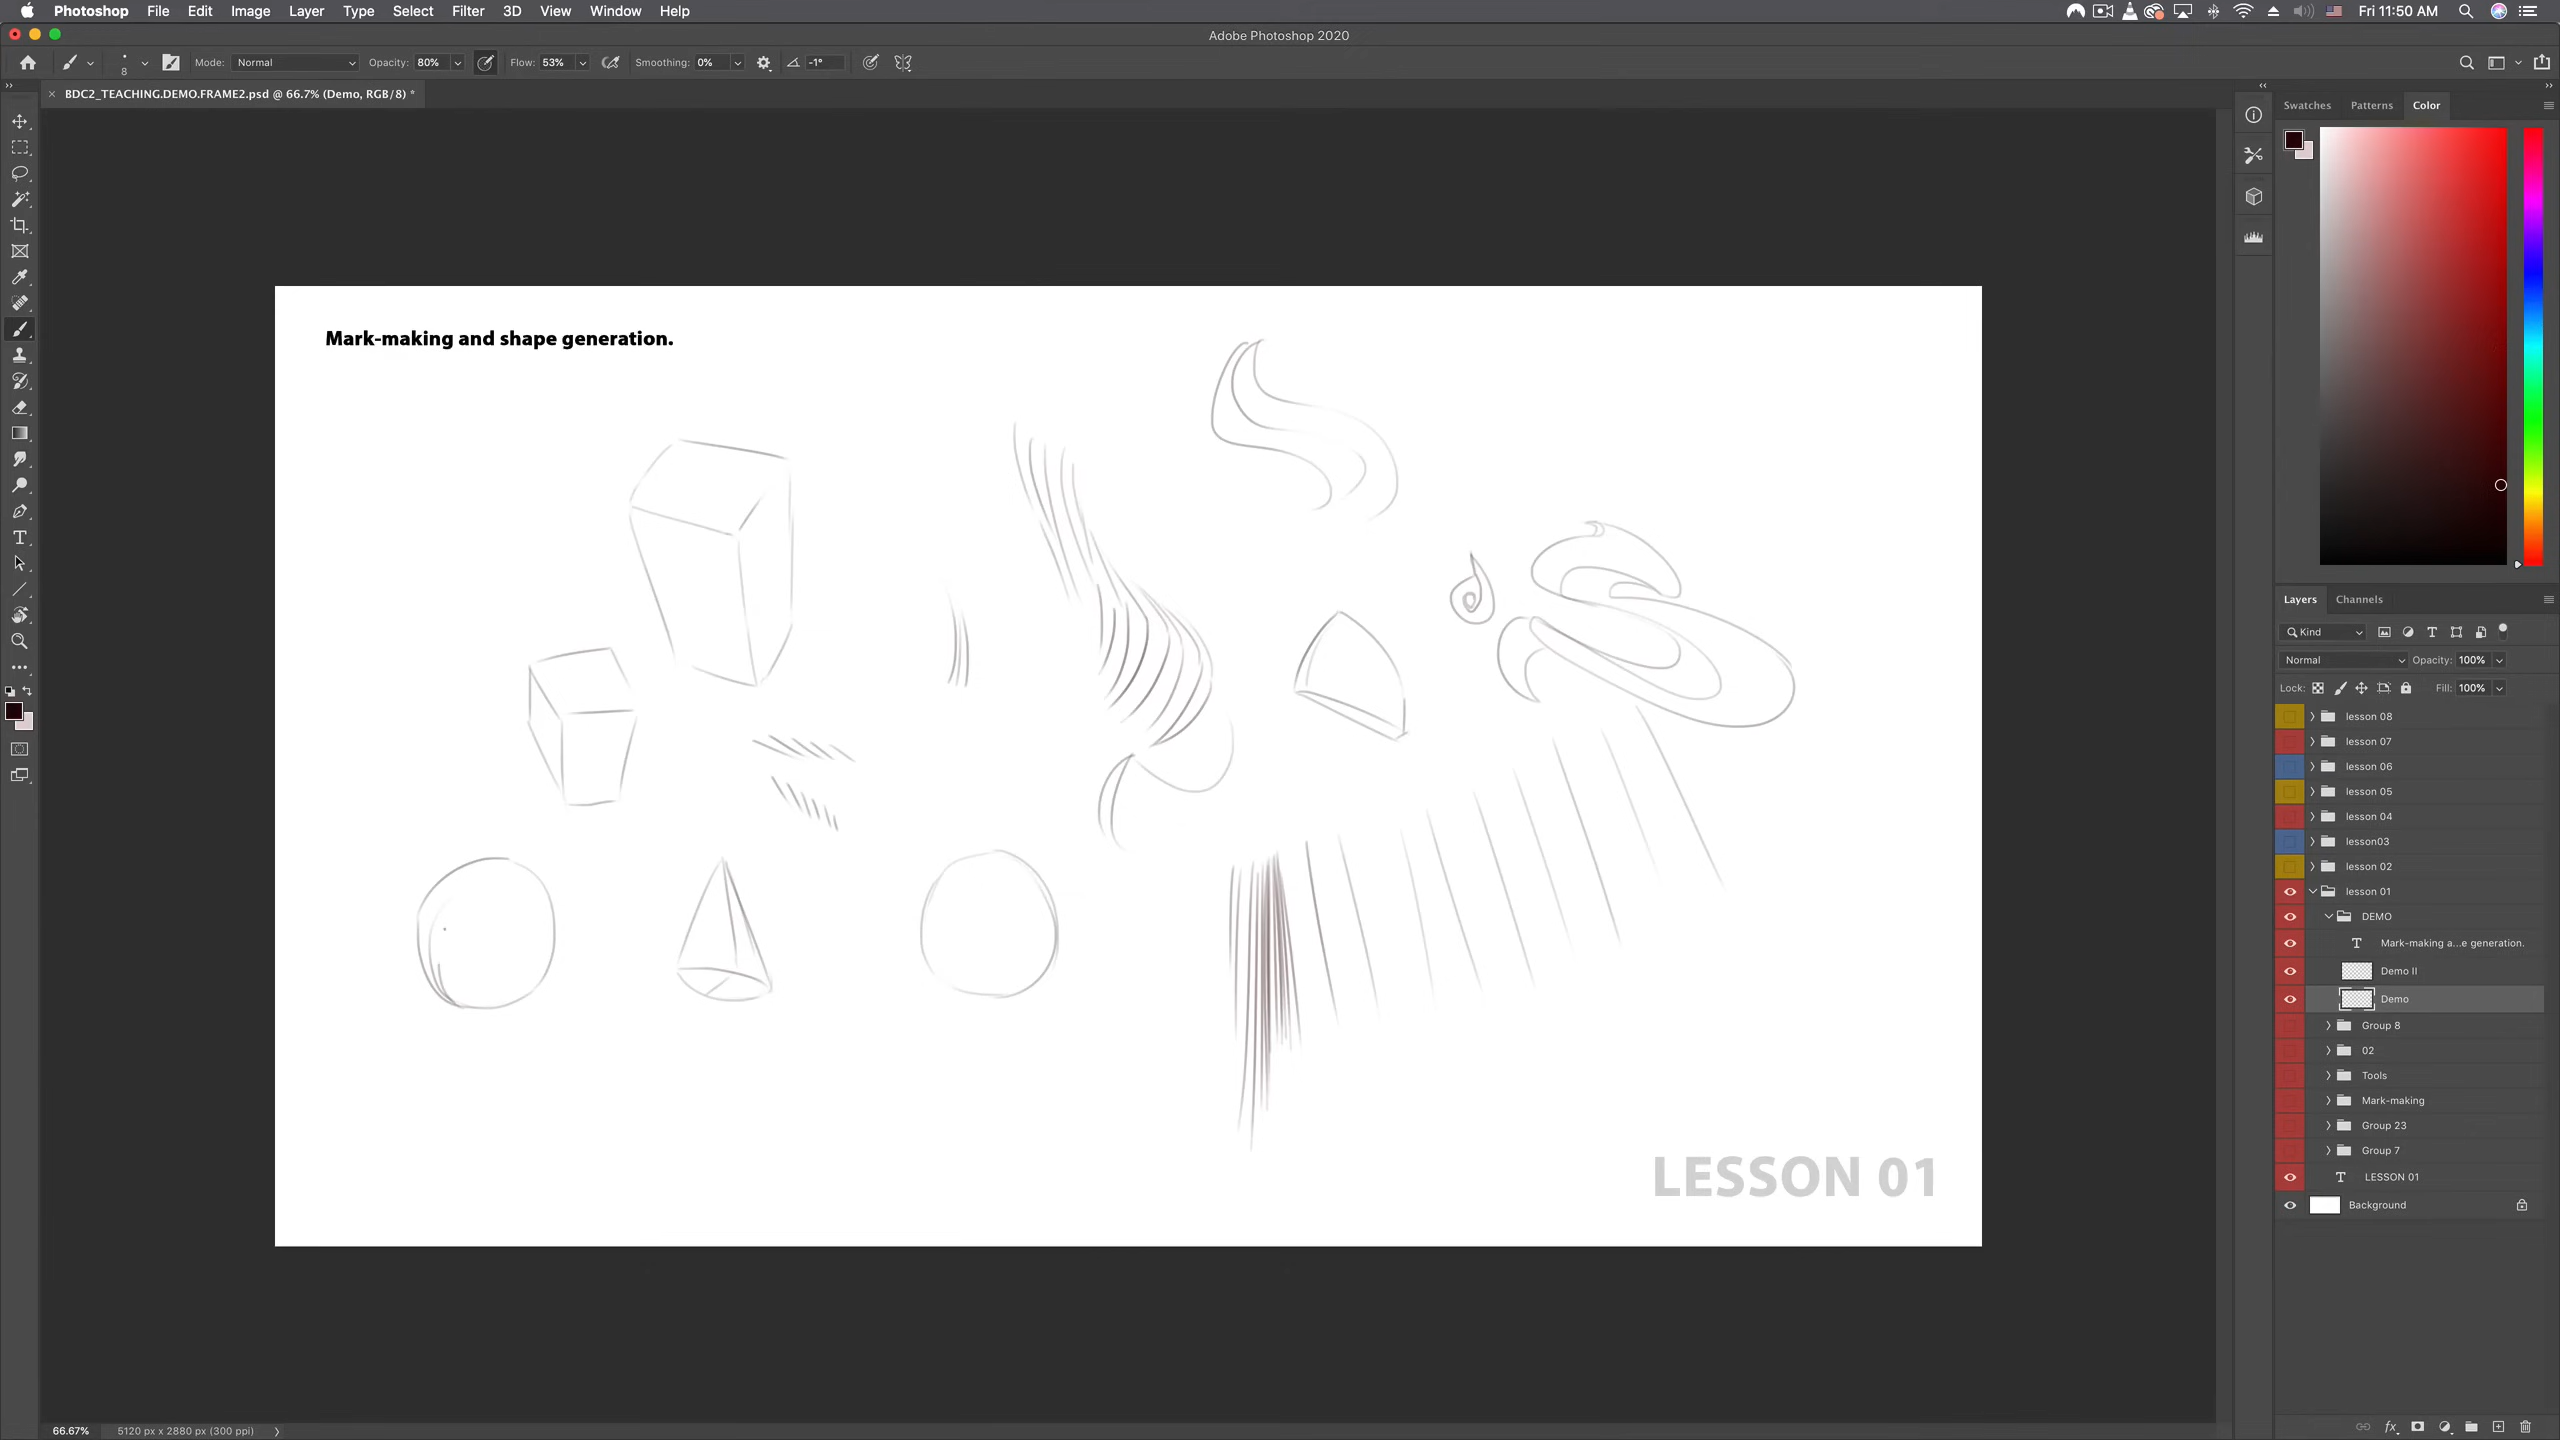 Photoshop File Edit Image Layer Type Select Filter 3D View Window Help Fri 11:50 AM
Adobe Photoshop 2020
8 Mode: Normal Opacity: 80% Flow: 53% Smoothing: 0% -1°
× BDC2_TEACHING.DEMO.FRAME2.psd @ 66.7% (Demo, RGB/8) *
Swatches Patterns Color
Mark-making and shape generation.
LESSON 01
Layers Channels
Kind
Normal Opacity: 100%
Lock: Fill: 100%
lesson 08
lesson 07
lesson 06
lesson 05
lesson 04
lesson03
lesson 02
lesson 01
DEMO
T Mark-making a...e generation.
Demo II
Demo
Group 8
02
Tools
Mark-making
Group 23
Group 7
T LESSON 01
Background
fx
66.67% 5120 px x 2880 px (300 ppi)